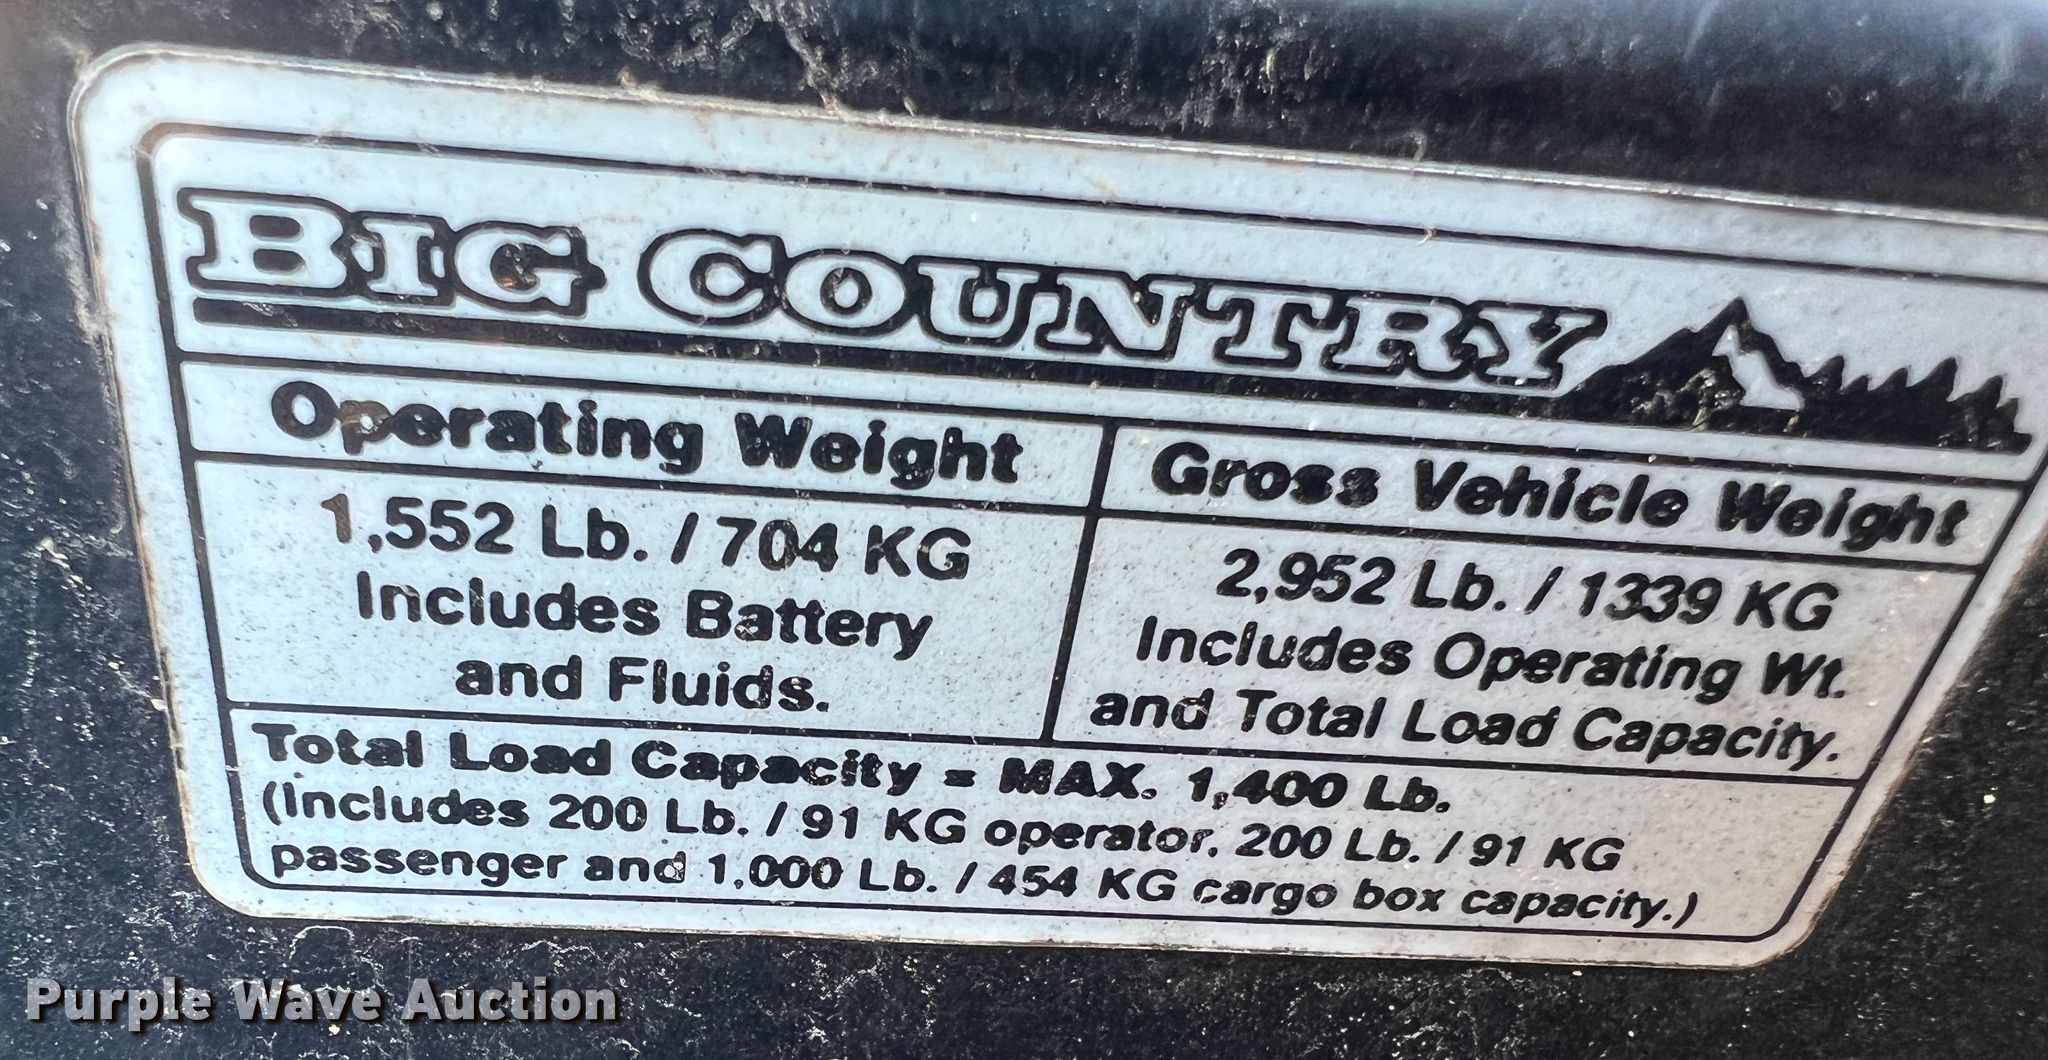 BIG COUNTRY
Operating Weight
1,552 Lb. / 704 KG
Includes Battery
and Fluids.
Gross Vehicle Weight
2,952 Lb. / 1339 KG
Includes Operating Wt.
and Total Load Capacity.
Total Load Capacity = MAX. 1,400 Lb.
(Includes 200 Lb. / 91 KG operator, 200 Lb. / 91 KG
passenger and 1,000 Lb. / 454 KG cargo box capacity.)
Purple Wave Auction